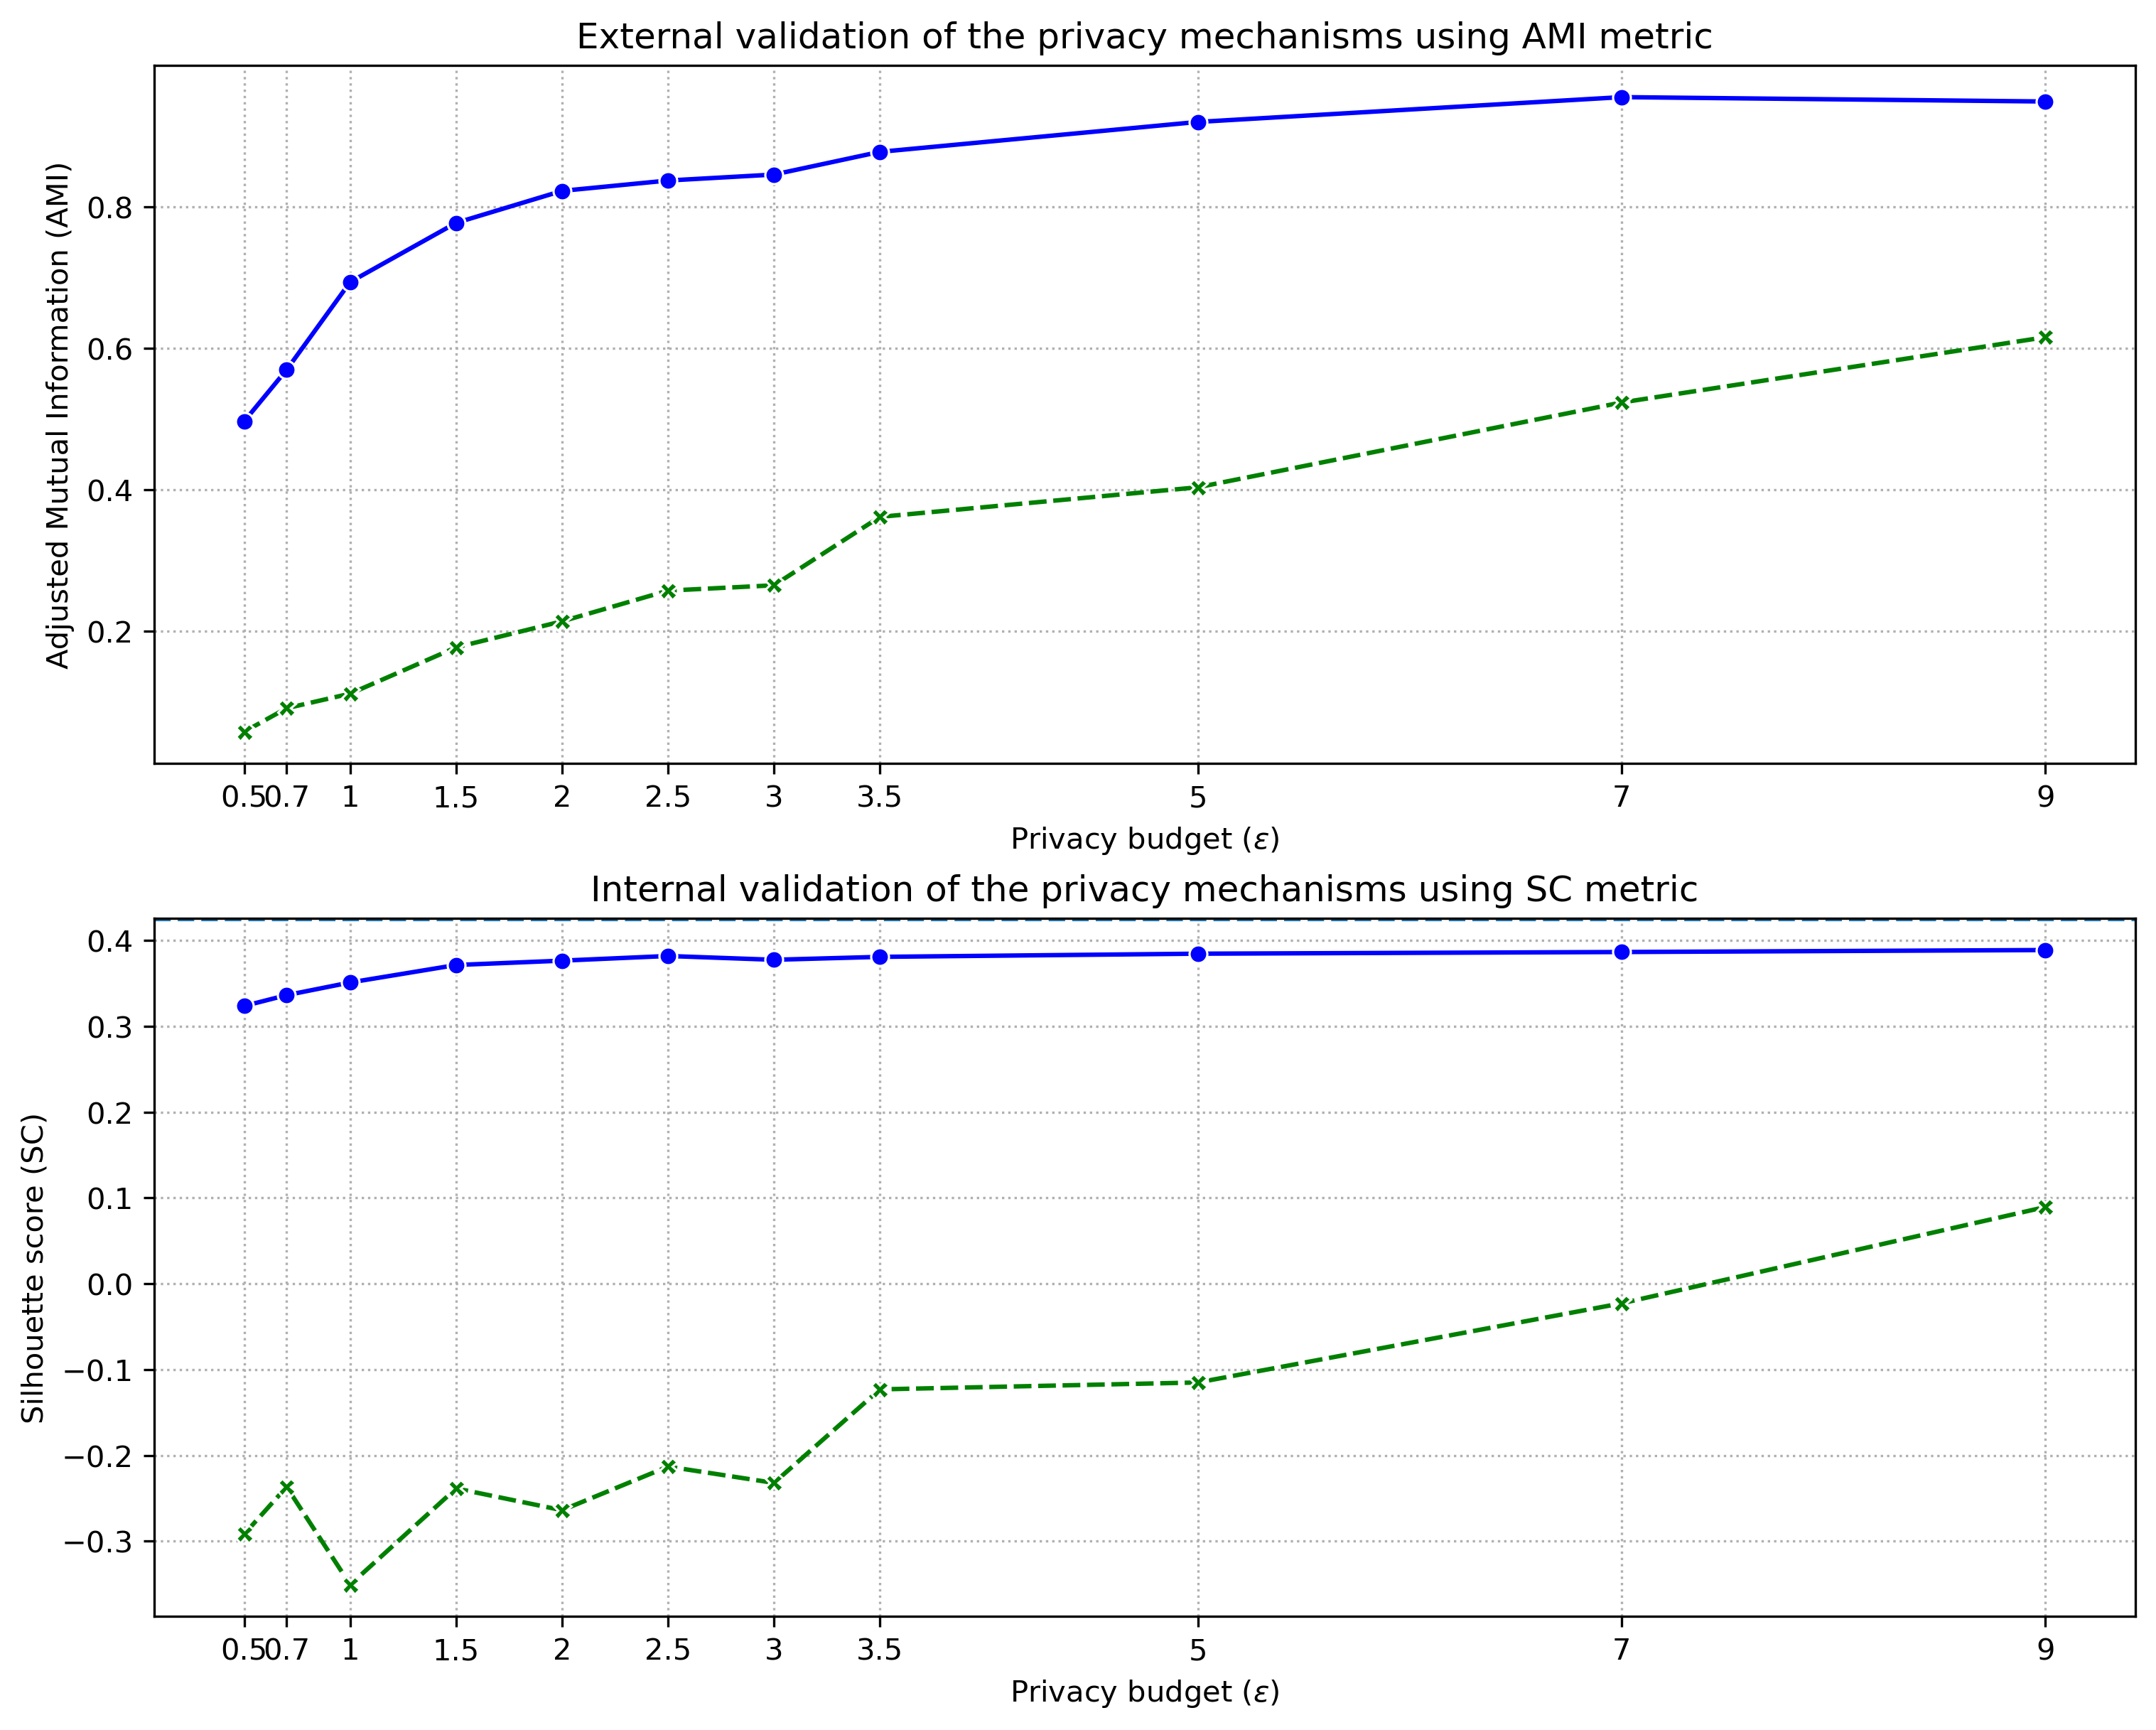 External validation of the privacy mechanisms using AMI metric
Adjusted Mutual Information (AMI)
0.8
0.6
0.4
0.2
0.5 0.7 1 1.5 2 2.5 3 3.5 5 7 9
Privacy budget (ε)
Internal validation of the privacy mechanisms using SC metric
Silhouette score (SC)
0.4
0.3
0.2
0.1
0.0
−0.1
−0.2
−0.3
0.5 0.7 1 1.5 2 2.5 3 3.5 5 7 9
Privacy budget (ε)